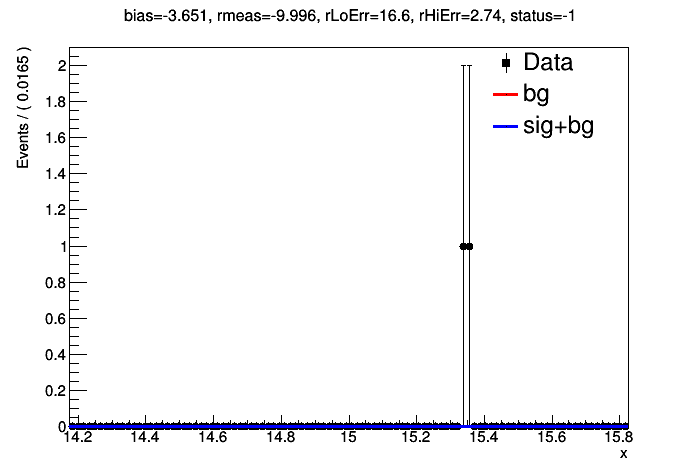 bias=-3.651, rmeas=-9.996, rLoErr=16.6, rHiErr=2.74, status=-1
Events / ( 0.0165 )
2
1.8
1.6
1.4
1.2
1
0.8
0.6
0.4
0.2
0
Data
bg
sig+bg
14.2 14.4 14.6 14.8 15 15.2 15.4 15.6 15.8
x